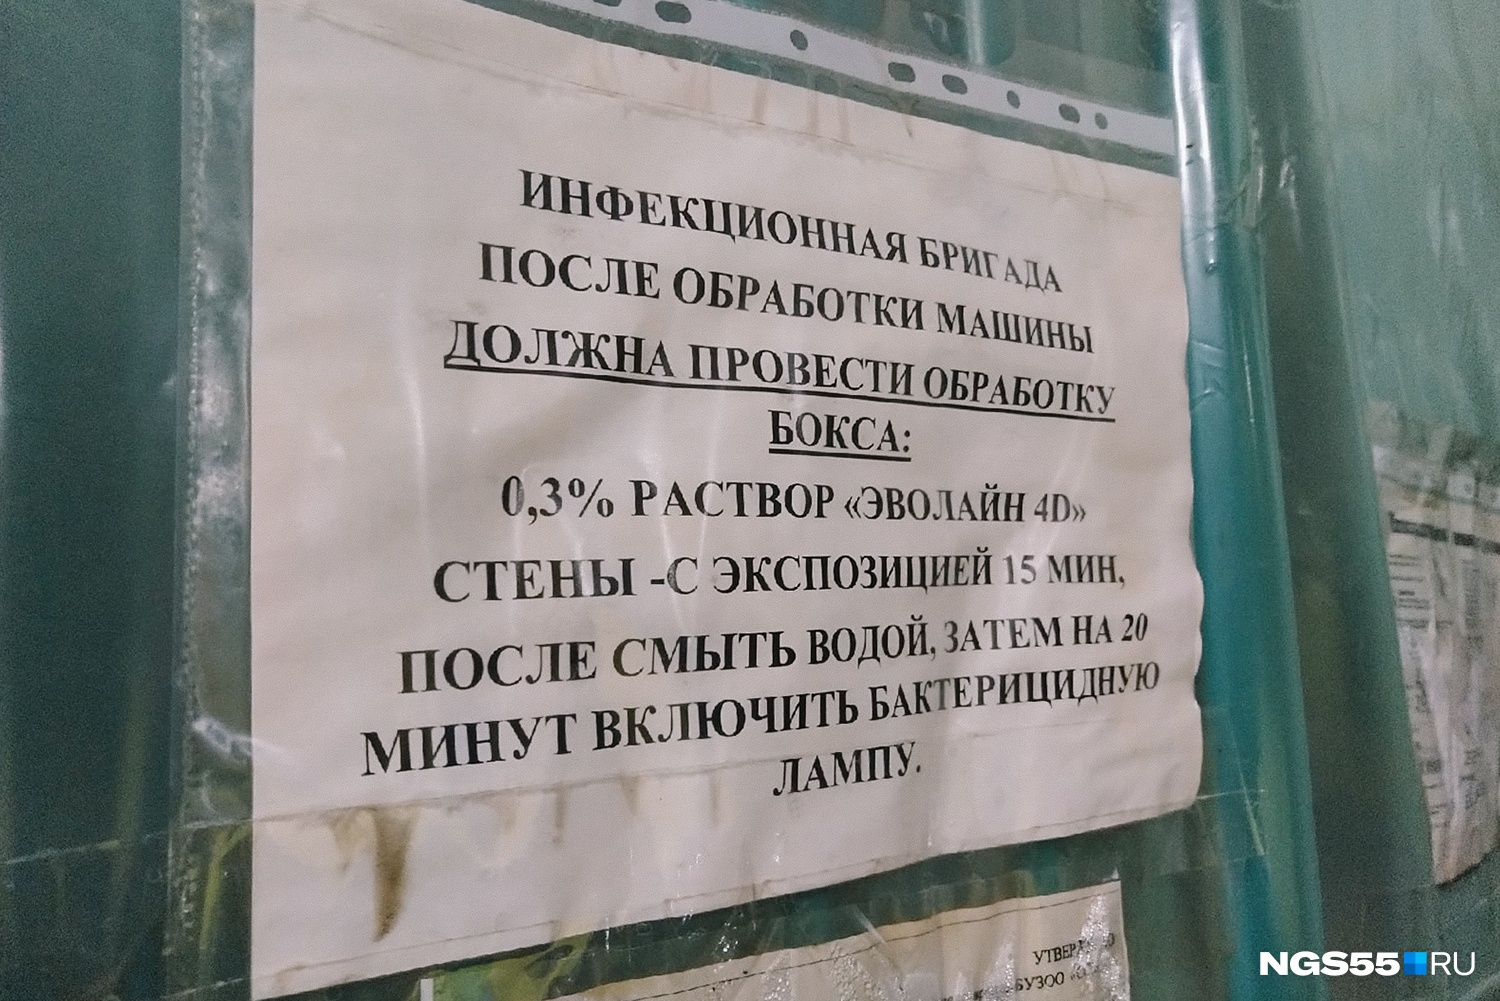 ИНФЕКЦИОННАЯ БРИГАДА
ПОСЛЕ ОБРАБОТКИ МАШИНЫ
ДОЛЖНА ПРОВЕСТИ ОБРАБОТКУ
БОКСА:
0,3% РАСТВОР «ЭВОЛАЙН 4D»
СТЕНЫ -С ЭКСПОЗИЦИЕЙ 15 МИН,
ПОСЛЕ СМЫТЬ ВОДОЙ, ЗАТЕМ НА 20
МИНУТ ВКЛЮЧИТЬ БАКТЕРИЦИДНУЮ
ЛАМПУ.
БУЗОО
NGS55.RU